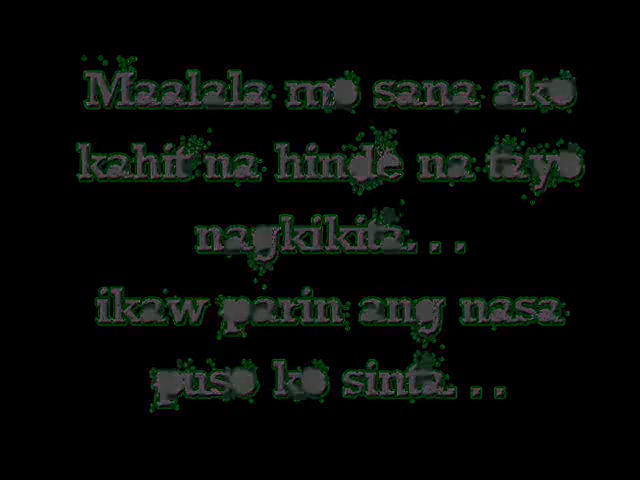 Maalala mo sana ako
kahit na hinde na tayo
nagkikita. . .
ikaw parin ang nasa
puso ko sinta. . .